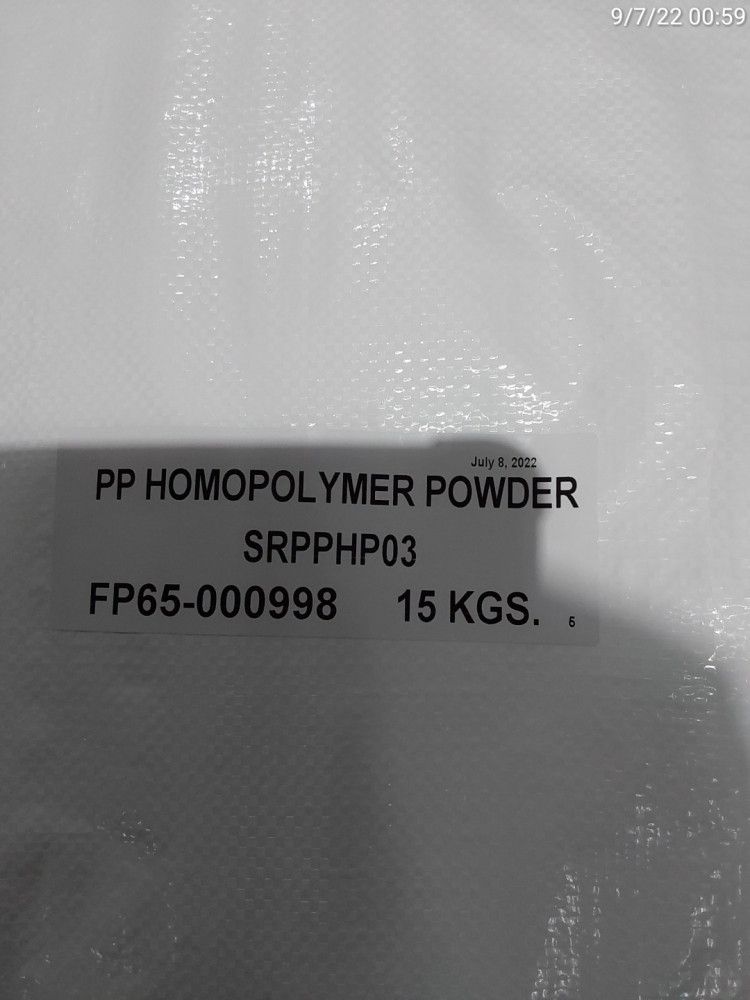 9/7/22 00:59
July 8, 2022
PP HOMOPOLYMER POWDER
SRPPHP03
FP65-000998 15 KGS. 6